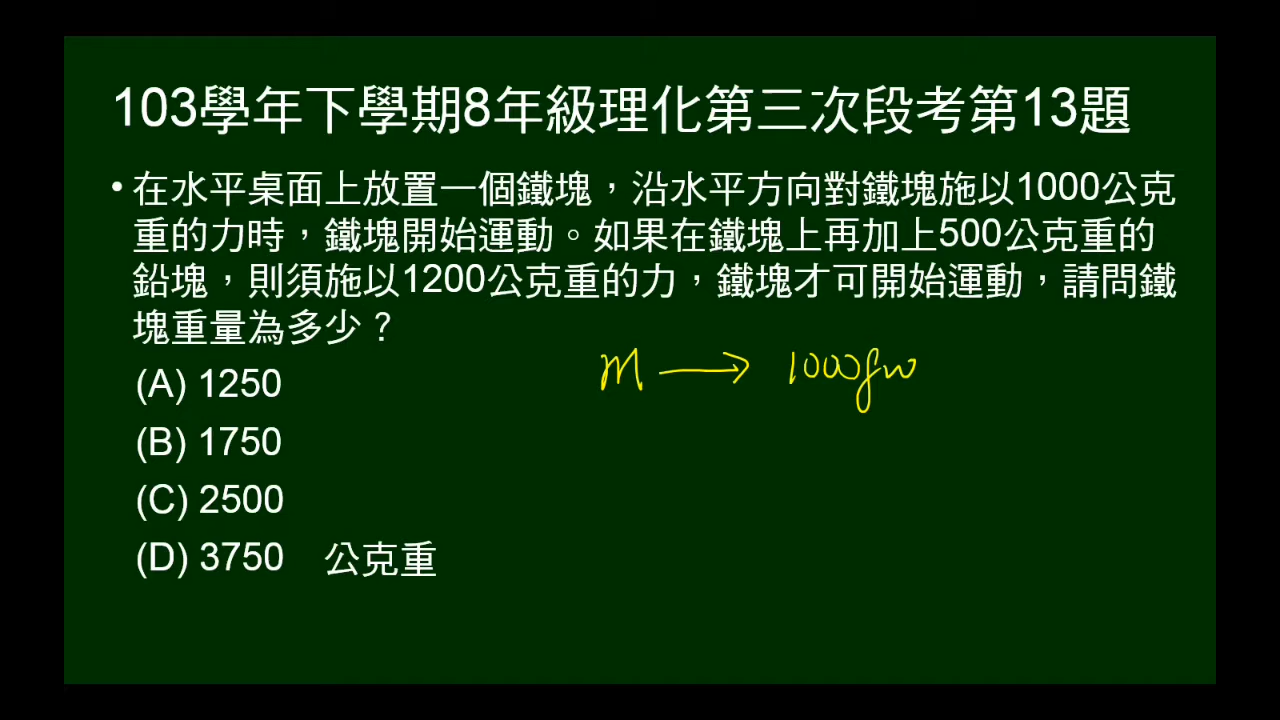 103學年下學期8年級理化第三次段考第13題
• 在水平桌面上放置一個鐵塊，沿水平方向對鐵塊施以1000公克
重的力時，鐵塊開始運動。如果在鐵塊上再加上500公克重的
鉛塊，則須施以1200公克重的力，鐵塊才可開始運動，請問鐵
塊重量為多少？
M → 1000gw
(A) 1250
(B) 1750
(C) 2500
(D) 3750 公克重